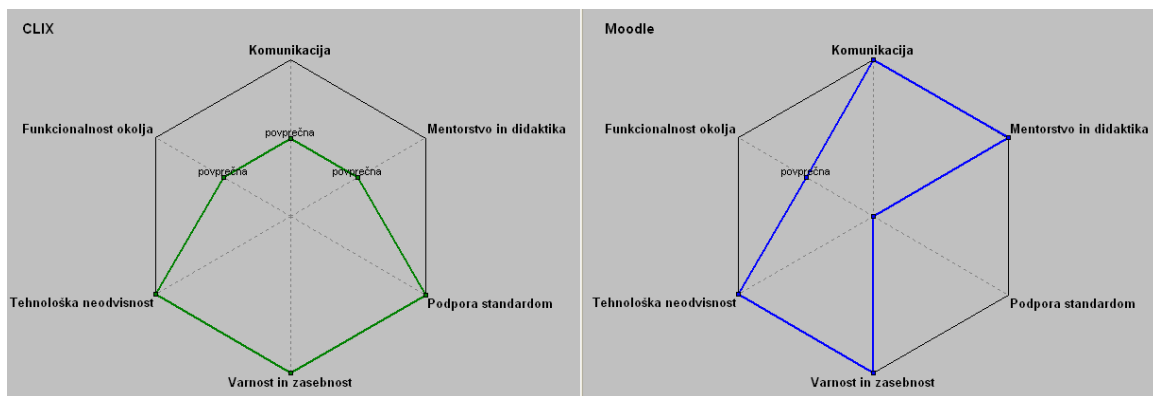 CLIX
Komunikacija
Funkcionalnost okolja
Mentorstvo in didaktika
povprečna
povprečna
povprečna
Tehnološka neodvisnost
Podpora standardom
Varnost in zasebnost
Moodle
Komunikacija
Funkcionalnost okolja
Mentorstvo in didaktika
povprečna
Tehnološka neodvisnost
Podpora standardom
Varnost in zasebnost